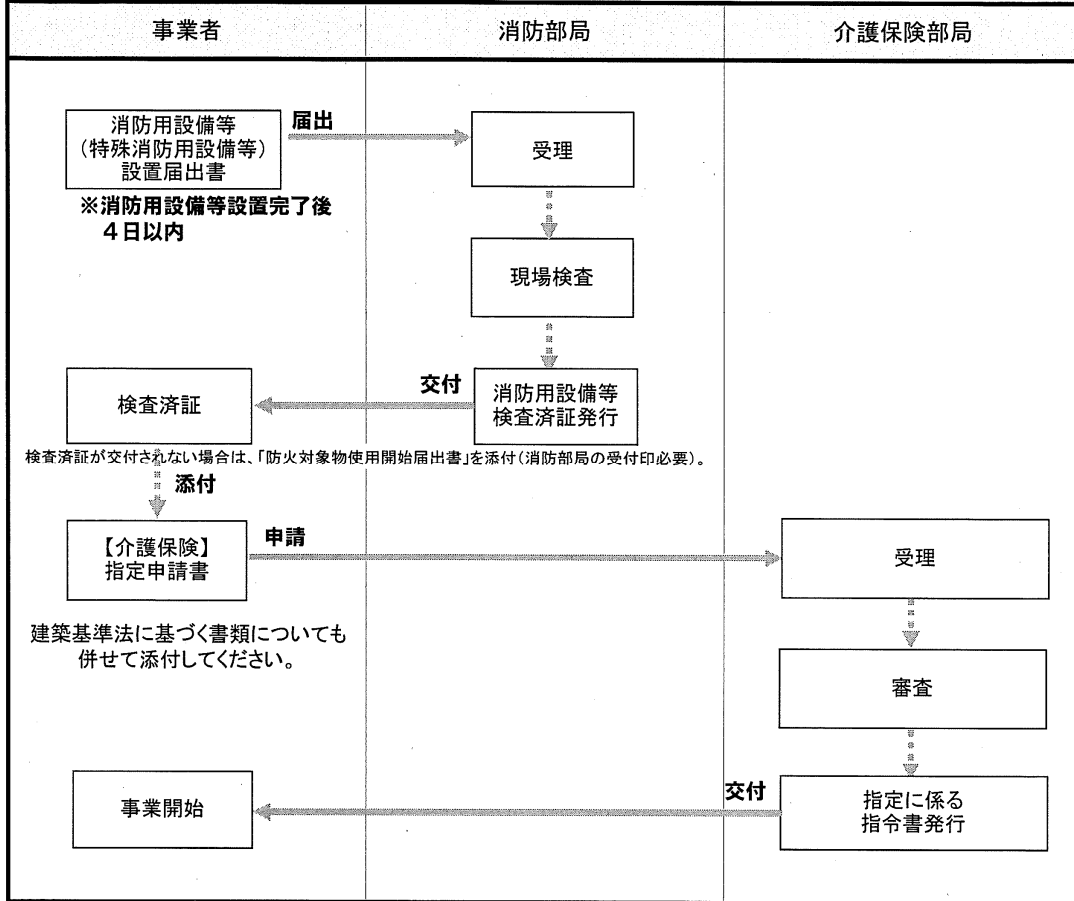 事業者
消防部局
介護保険部局
消防用設備等
(特殊消防用設備等)
設置届出書
届出
受理
※消防用設備等設置完了後
4日以内
現場検査
検査済証
交付
消防用設備等
検査済証発行
検査済証が交付されない場合は、「防火対象物使用開始届出書」を添付(消防部局の受付印必要)。
添付
【介護保険】
指定申請書
申請
受理
建築基準法に基づく書類についても
併せて添付してください。
審査
事業開始
交付
指定に係る
指令書発行